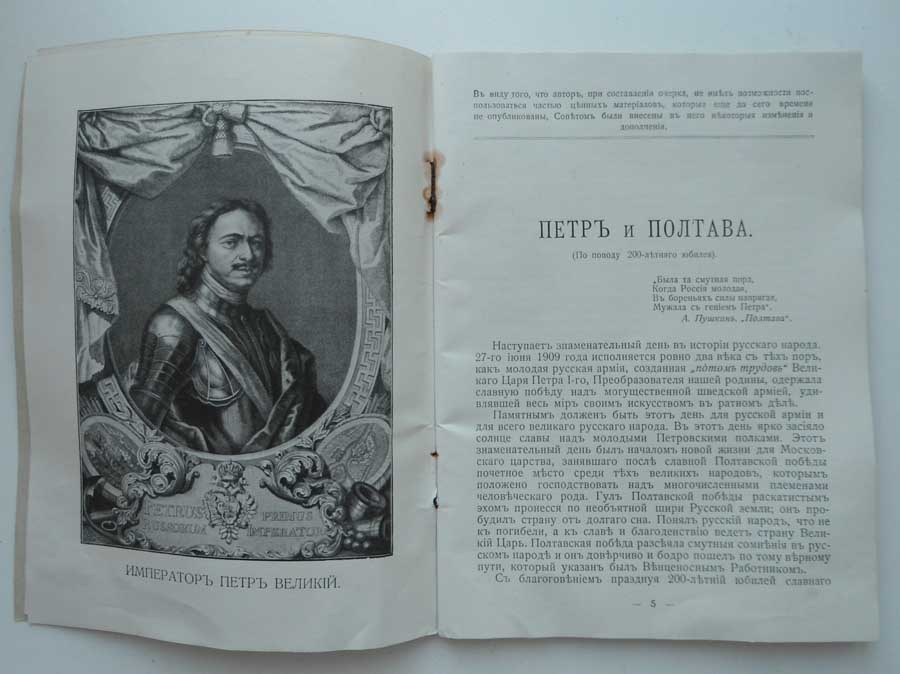 PETRUS PRIMUS
RUSSORUM IMPERATOR
ИМПЕРАТОРЪ ПЕТРЪ ВЕЛИКІЙ.
Въ виду того, что авторъ, при составленіи очерка, не имѣлъ возможности вос-
пользоваться частью цѣнныхъ матеріаловъ, которые еще до сего времени
не опубликованы, Совѣтомъ были внесены въ него нѣкоторыя измѣненія и
дополненія.
ПЕТРЪ и ПОЛТАВА.
(По поводу 200-лѣтняго юбилея).
„Была та смутная пора,
Когда Россія молодая,
Въ бореньяхъ силы напрягая,
Мужала съ геніемъ Петра".
А. Пушкинъ. „Полтава".
Наступаетъ знаменательный день въ исторіи русскаго народа.
27-го іюня 1909 года исполняется ровно два вѣка съ тѣхъ поръ,
какъ молодая русская армія, созданная „потомъ трудовъ" Вели-
каго Царя Петра I-го, Преобразователя нашей родины, одержала
славную побѣду надъ могущественной шведской арміей, уди-
влявшей весь міръ своимъ искусствомъ въ ратномъ дѣлѣ.
Памятнымъ долженъ быть этотъ день для русской арміи и
для всего великаго русскаго народа. Въ этотъ день ярко засіяло
солнце славы надъ молодыми Петровскими полками. Этотъ
знаменательный день былъ началомъ новой жизни для Москов-
скаго царства, занявшаго послѣ славной Полтавской побѣды
почетное мѣсто среди тѣхъ великихъ народовъ, которымъ
положено господствовать надъ многочисленными племенами
человѣческаго рода. Гулъ Полтавской побѣды раскатистымъ
эхомъ пронесся по необъятной шири Русской земли; онъ про-
будилъ страну отъ долгаго сна. Понялъ русскій народъ, что не
къ погибели, а къ славѣ и благоденствію ведетъ страну Вели-
кій Царь. Полтавская побѣда разсѣяла смутныя сомнѣнія въ рус-
скомъ народѣ и онъ довѣрчиво и бодро пошелъ по тому вѣрному
пути, который указанъ былъ Вѣнценоснымъ Работникомъ.
Съ благоговѣніемъ празднуя 200-лѣтній юбилей славнаго
— 5 —